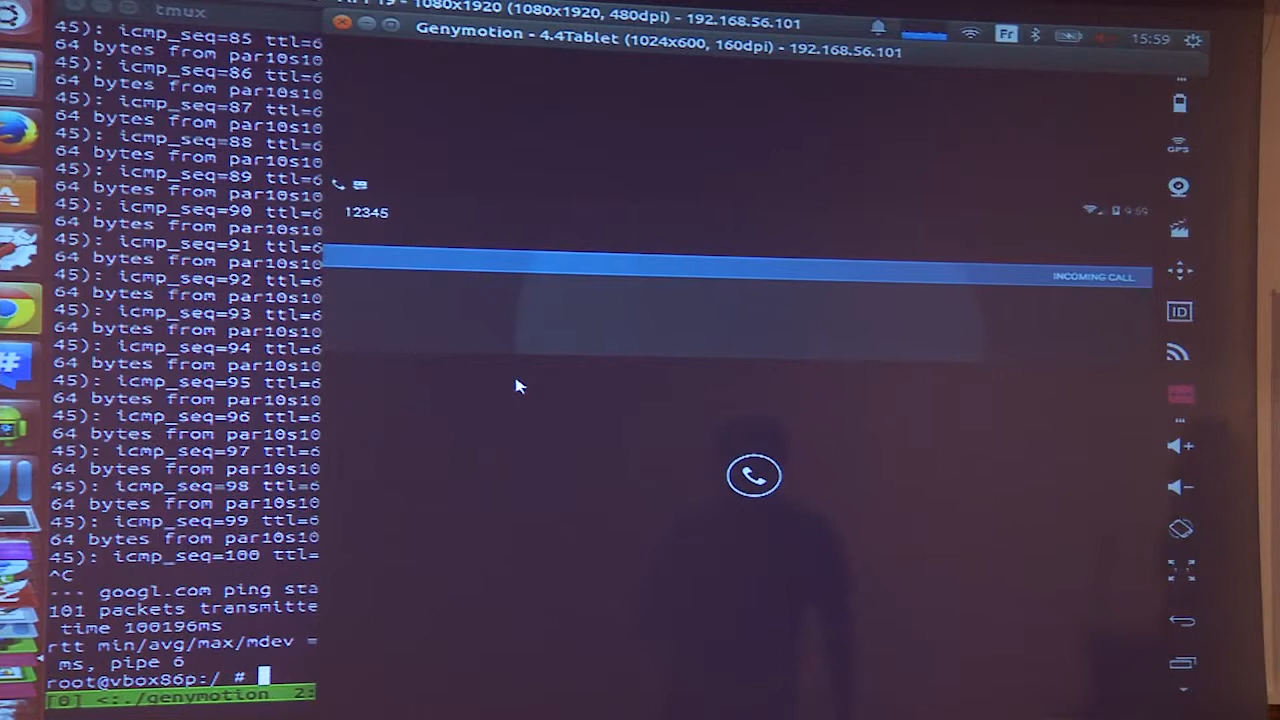 tmux
API 19 - 1080x1920 (1080x1920, 480dpi) - 192.168.56.101
Genymotion - 4.4Tablet (1024x600, 160dpi) - 192.168.56.101
Fr
15:59
45): icmp_seq=85 ttl=6
64 bytes from par10s10
45): icmp_seq=86 ttl=6
64 bytes from par10s10
45): icmp_seq=87 ttl=6
64 bytes from par10s10
45): icmp_seq=88 ttl=6
64 bytes from par10s10
45): icmp_seq=89 ttl=6
64 bytes from par10s10
45): icmp_seq=90 ttl=6
64 bytes from par10s10
45): icmp_seq=91 ttl=6
64 bytes from par10s10
45): icmp_seq=92 ttl=6
64 bytes from par10s10
45): icmp_seq=93 ttl=6
64 bytes from par10s10
45): icmp_seq=94 ttl=6
64 bytes from par10s10
45): icmp_seq=95 ttl=6
64 bytes from par10s10
45): icmp_seq=96 ttl=6
64 bytes from par10s10
45): icmp_seq=97 ttl=6
64 bytes from par10s10
45): icmp_seq=98 ttl=6
64 bytes from par10s10
45): icmp_seq=99 ttl=6
64 bytes from par10s10
45): icmp_seq=100 ttl=
^C
--- googl.com ping sta
101 packets transmitte
time 100196ms
rtt min/avg/max/mdev =
ms, pipe 6
root@vbox86p:/ #
[0] <:./genymotion 2:
12345
INCOMING CALL
GPS
ID